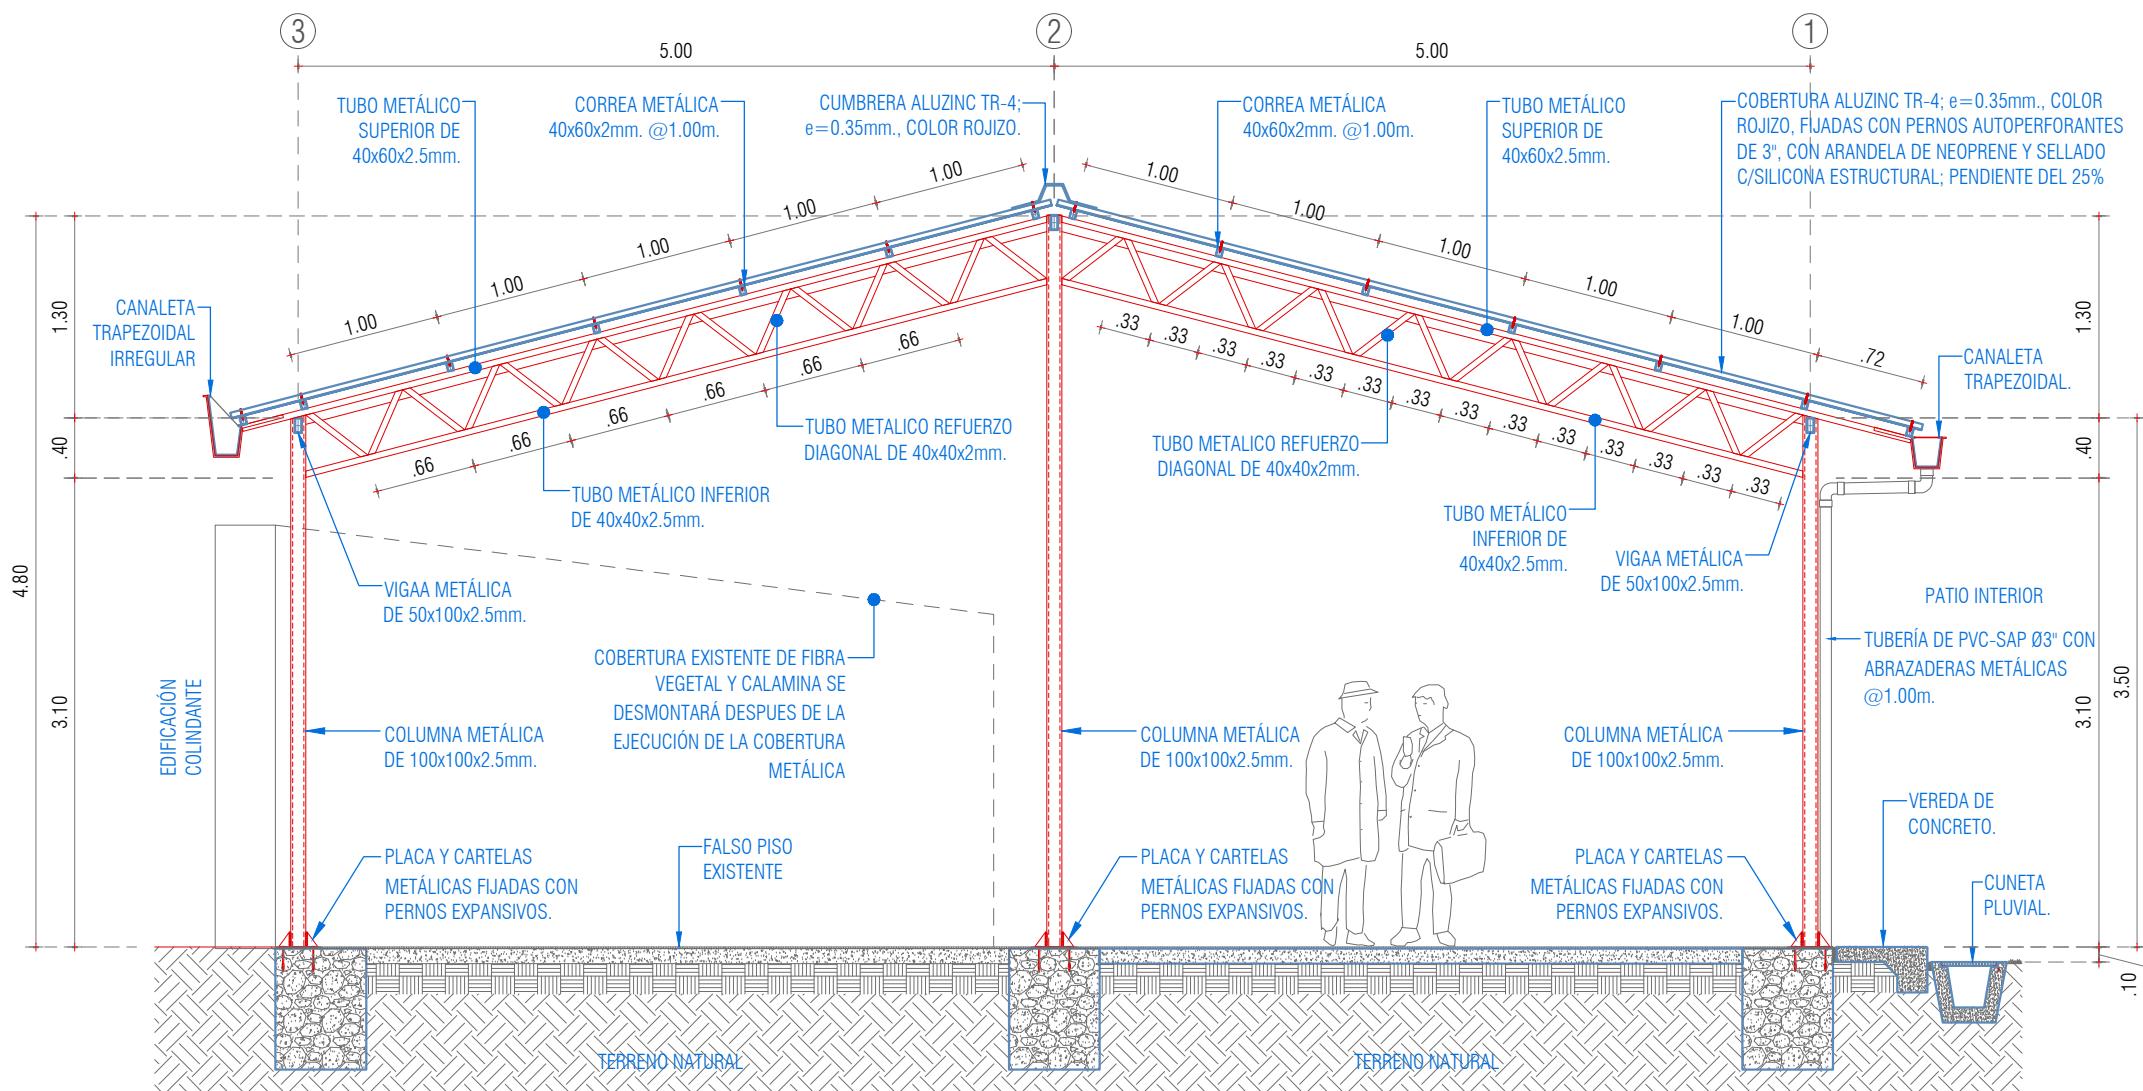 3
2
1
5.00
5.00
TUBO METÁLICO
SUPERIOR DE
40x60x2.5mm.
CORREA METÁLICA
40x60x2mm. @1.00m.
CUMBRERA ALUZINC TR-4;
e=0.35mm., COLOR ROJIZO.
CORREA METÁLICA
40x60x2mm. @1.00m.
TUBO METÁLICO
SUPERIOR DE
40x60x2.5mm.
COBERTURA ALUZINC TR-4; e=0.35mm., COLOR
ROJIZO, FIJADAS CON PERNOS AUTOPERFORANTES
DE 3", CON ARANDELA DE NEOPRENE Y SELLADO
C/SILICONA ESTRUCTURAL; PENDIENTE DEL 25%
1.00
1.00
1.00
1.00
1.00
1.00
1.00
1.00
1.00
1.00
.72
CANALETA
TRAPEZOIDAL
IRREGULAR
CANALETA
TRAPEZOIDAL.
1.30
.40
3.10
4.80
1.30
.40
3.10
3.50
.10
.66
.66
.66
.66
.66
.66
.33
.33
.33
.33
.33
.33
.33
.33
.33
.33
.33
.33
.33
.33
TUBO METALICO REFUERZO
DIAGONAL DE 40x40x2mm.
TUBO METALICO REFUERZO
DIAGONAL DE 40x40x2mm.
TUBO METÁLICO INFERIOR
DE 40x40x2.5mm.
TUBO METÁLICO
INFERIOR DE
40x40x2.5mm.
VIGAA METÁLICA
DE 50x100x2.5mm.
VIGAA METÁLICA
DE 50x100x2.5mm.
PATIO INTERIOR
TUBERÍA DE PVC-SAP Ø3" CON
ABRAZADERAS METÁLICAS
@1.00m.
EDIFICACIÓN
COLINDANTE
COBERTURA EXISTENTE DE FIBRA
VEGETAL Y CALAMINA SE
DESMONTARÁ DESPUES DE LA
EJECUCIÓN DE LA COBERTURA
METÁLICA
COLUMNA METÁLICA
DE 100x100x2.5mm.
COLUMNA METÁLICA
DE 100x100x2.5mm.
COLUMNA METÁLICA
DE 100x100x2.5mm.
VEREDA DE
CONCRETO.
PLACA Y CARTELAS
METÁLICAS FIJADAS CON
PERNOS EXPANSIVOS.
FALSO PISO
EXISTENTE
PLACA Y CARTELAS
METÁLICAS FIJADAS CON
PERNOS EXPANSIVOS.
PLACA Y CARTELAS
METÁLICAS FIJADAS CON
PERNOS EXPANSIVOS.
CUNETA
PLUVIAL.
TERRENO NATURAL
TERRENO NATURAL